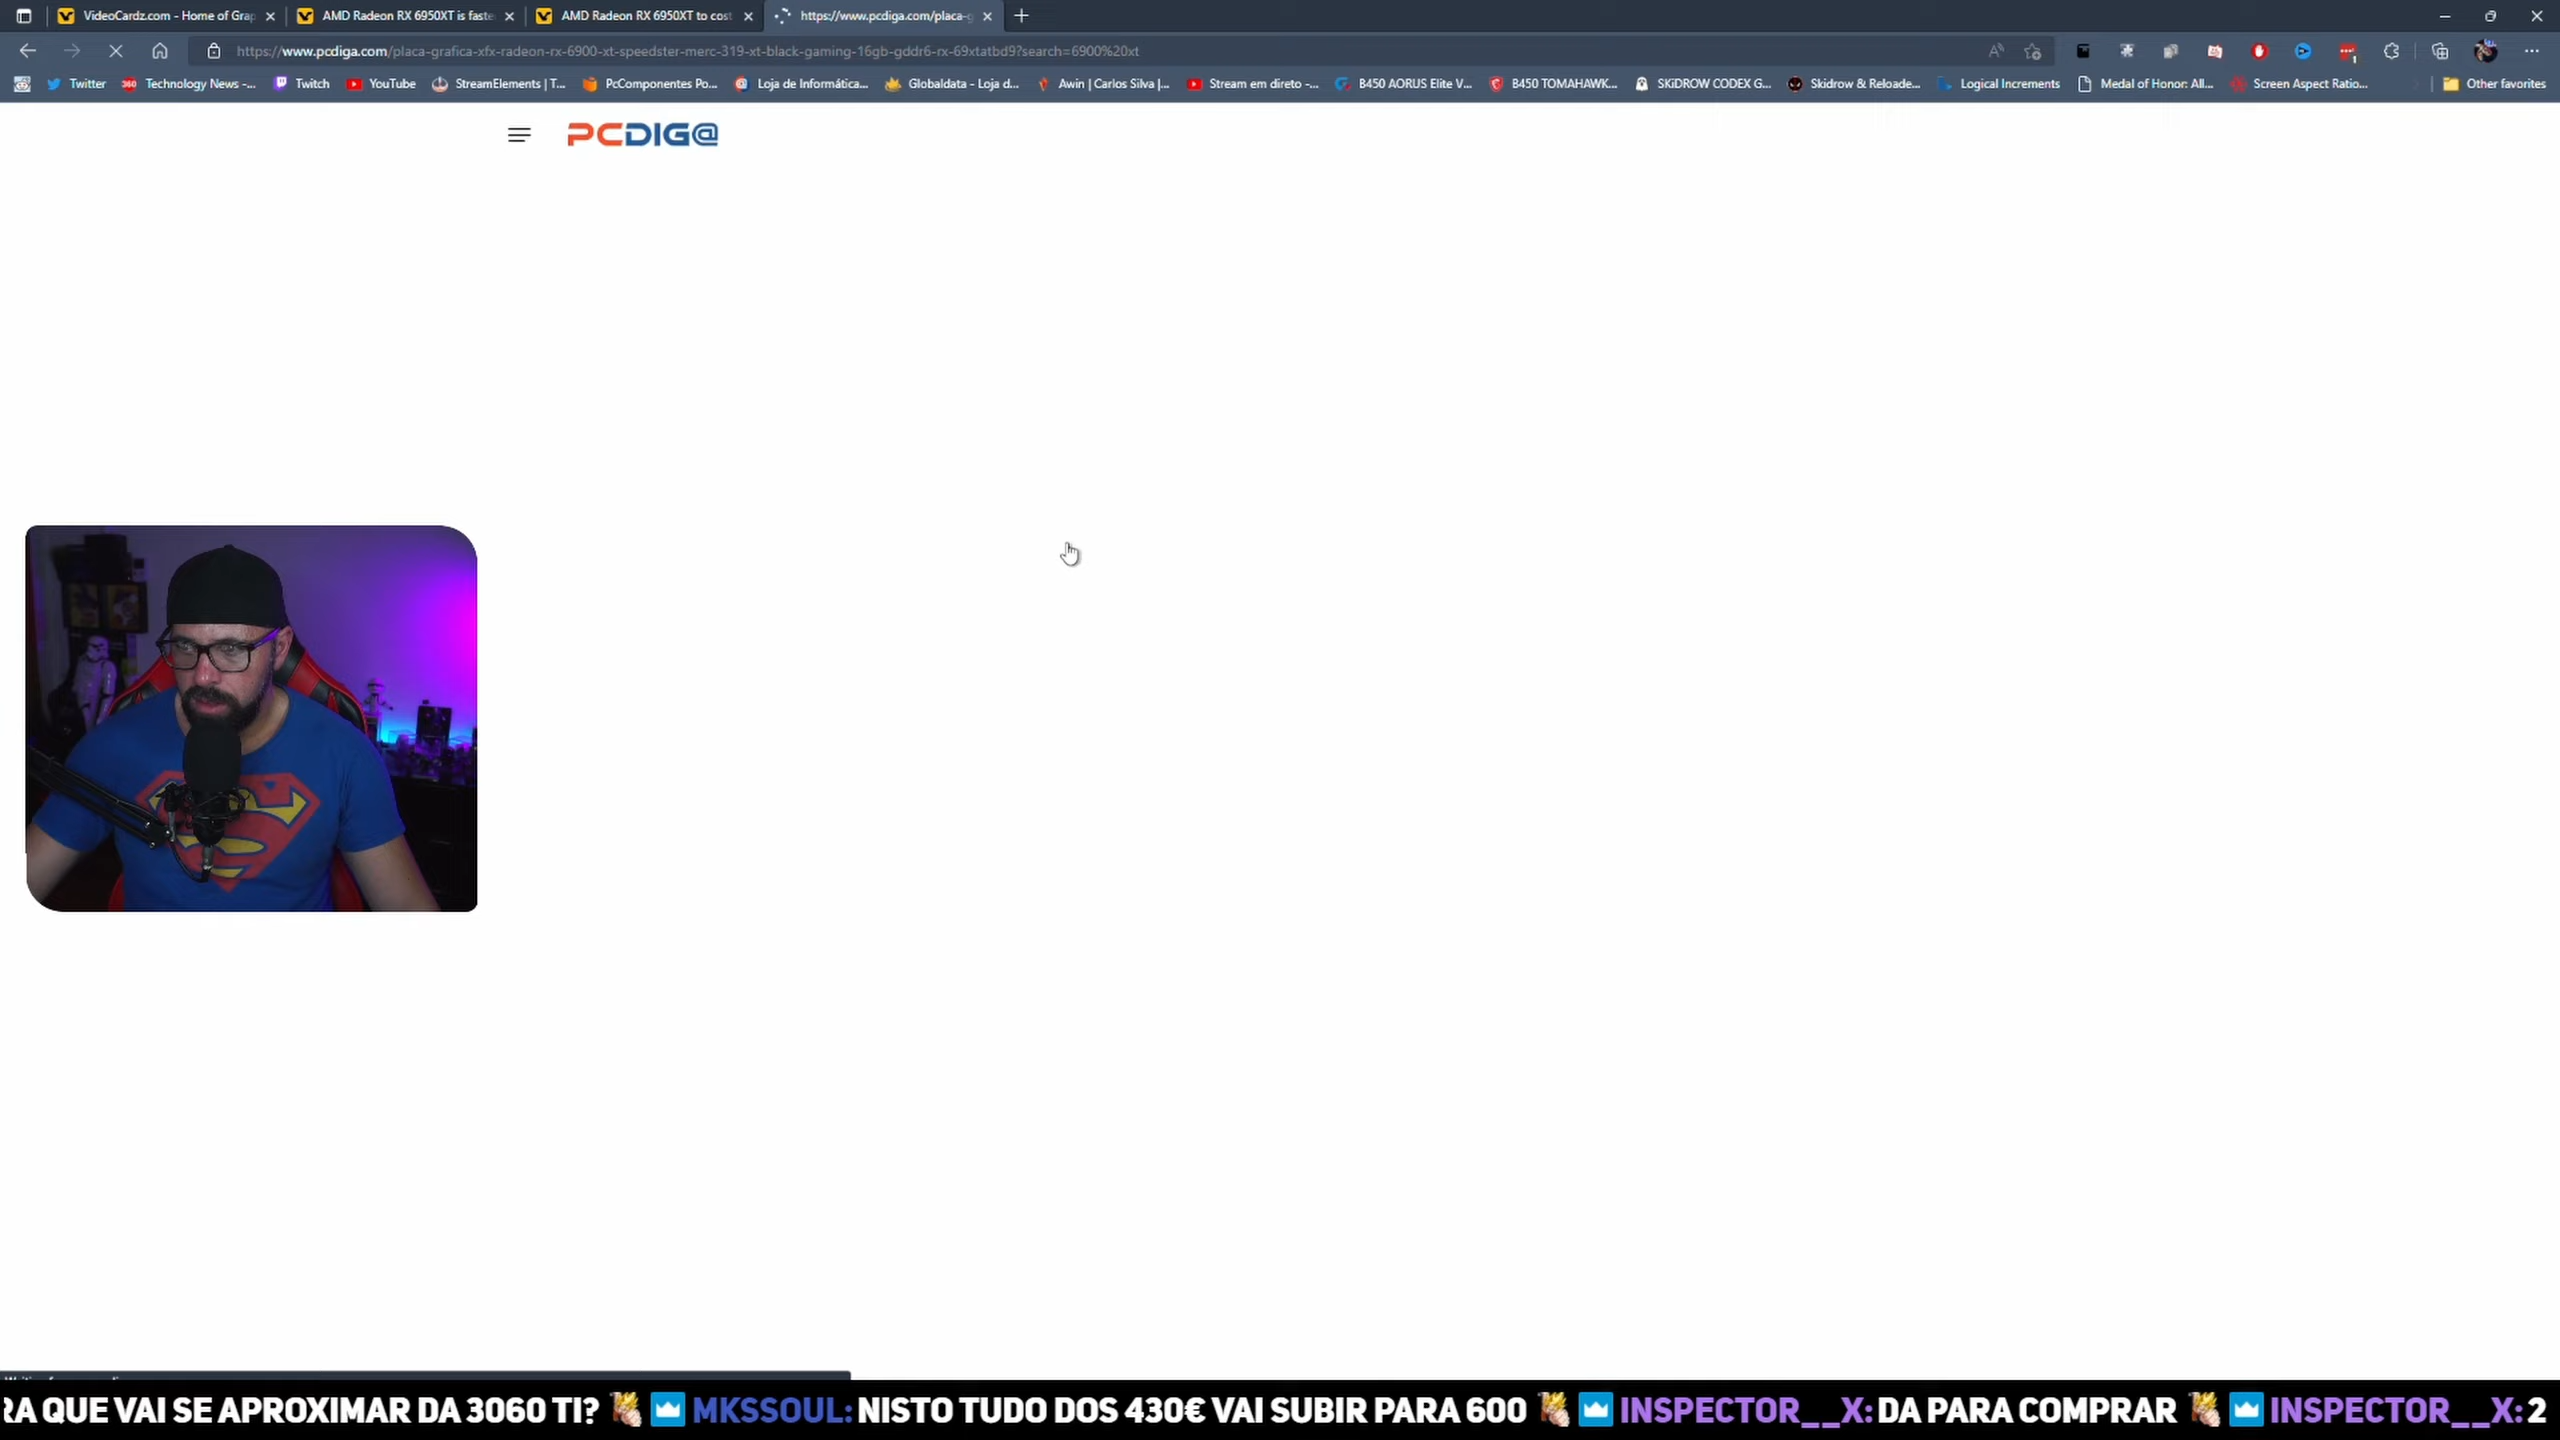 VideoCardz.com - Home of Grap
AMD Radeon RX 6950XT is faste
AMD Radeon RX 6950XT to cost
https://www.pcdiga.com/placa-g
https://www.pcdiga.com/placa-grafica-xfx-radeon-rx-6900-xt-speedster-merc-319-xt-black-gaming-16gb-gddr6-rx-69xtatbd9?search=6900%20xt
Twitter
Technology News -...
Twitch
YouTube
StreamElements | T...
PcComponentes Po...
Loja de Informática...
Globaldata - Loja d...
Awin | Carlos Silva |...
Stream em direto -...
B450 AORUS Elite V...
B450 TOMAHAWK...
SKiDROW CODEX G...
Skidrow & Reloade...
Logical Increments
Medal of Honor: All...
Screen Aspect Ratio...
Other favorites
PCDIG@
RA QUE VAI SE APROXIMAR DA 3060 TI? MKSSOUL: NISTO TUDO DOS 430€ VAI SUBIR PARA 600 INSPECTOR__X: DA PARA COMPRAR INSPECTOR__X: 2